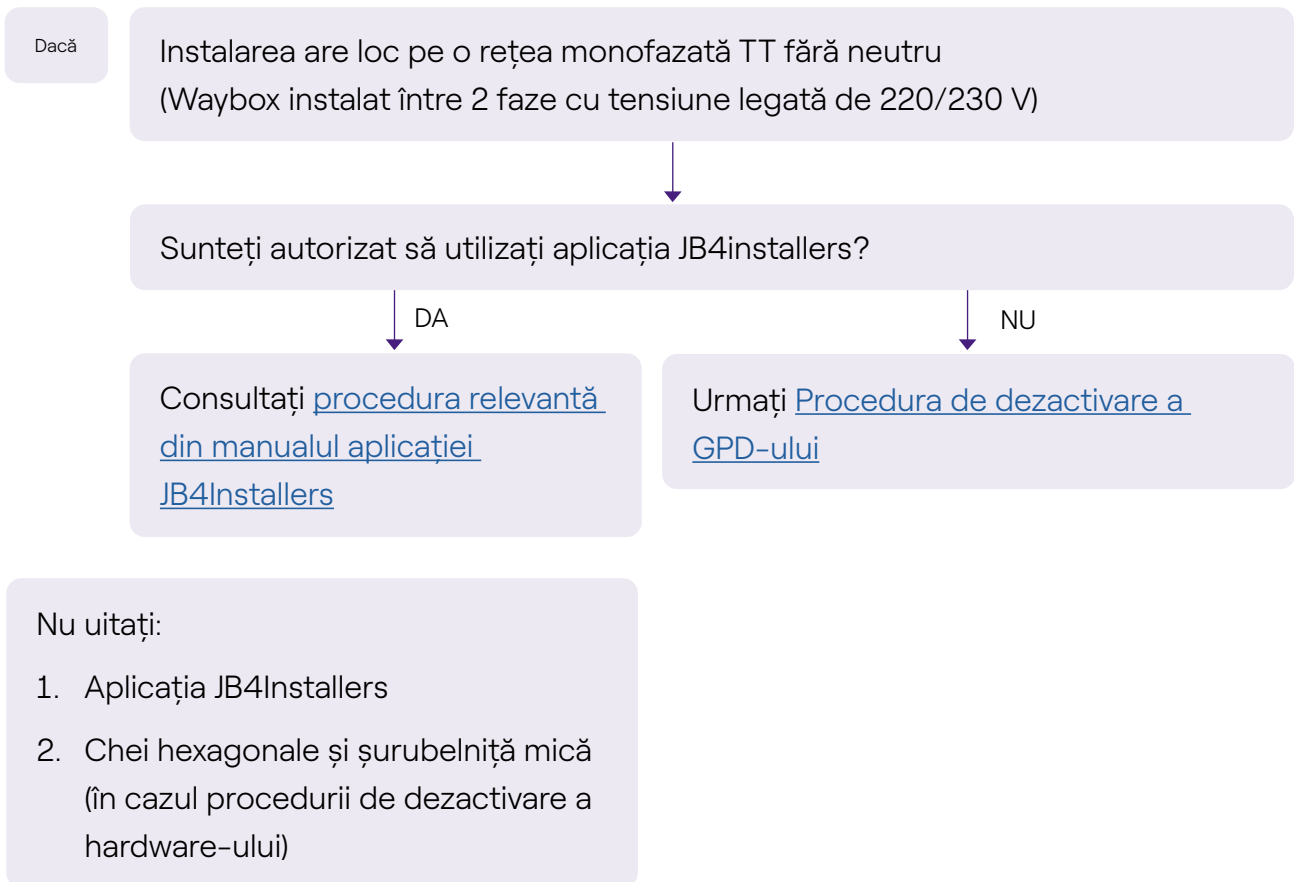 Dacă
Instalarea are loc pe o rețea monofazată TT fără neutru
(Waybox instalat între 2 faze cu tensiune legată de 220/230 V)
Sunteți autorizat să utilizați aplicația JB4installers?
DA
NU
Consultați procedura relevantă
din manualul aplicației
JB4Installers
Urmați Procedura de dezactivare a
GPD-ului
Nu uitați:
1. Aplicația JB4Installers
2. Chei hexagonale și șurubelniță mică
(în cazul procedurii de dezactivare a
hardware-ului)